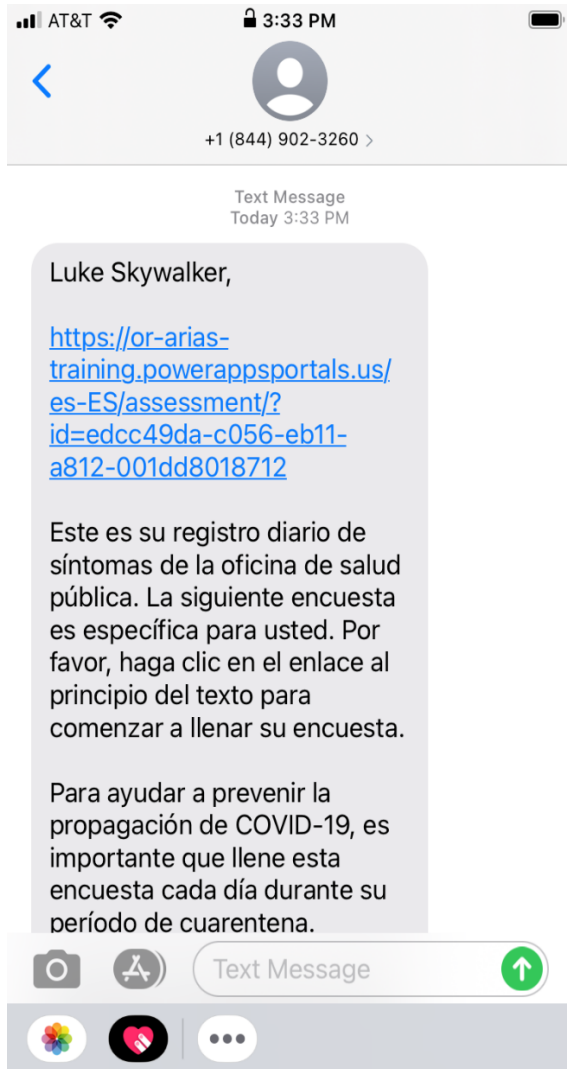 AT&T 3:33 PM
+1 (844) 902-3260 >
Text Message
Today 3:33 PM
Luke Skywalker,
https://or-arias-
training.powerappsportals.us/
es-ES/assessment/?
id=edcc49da-c056-eb11-
a812-001dd8018712
Este es su registro diario de
síntomas de la oficina de salud
pública. La siguiente encuesta
es específica para usted. Por
favor, haga clic en el enlace al
principio del texto para
comenzar a llenar su encuesta.
Para ayudar a prevenir la
propagación de COVID-19, es
importante que llene esta
encuesta cada día durante su
período de cuarentena.
Text Message